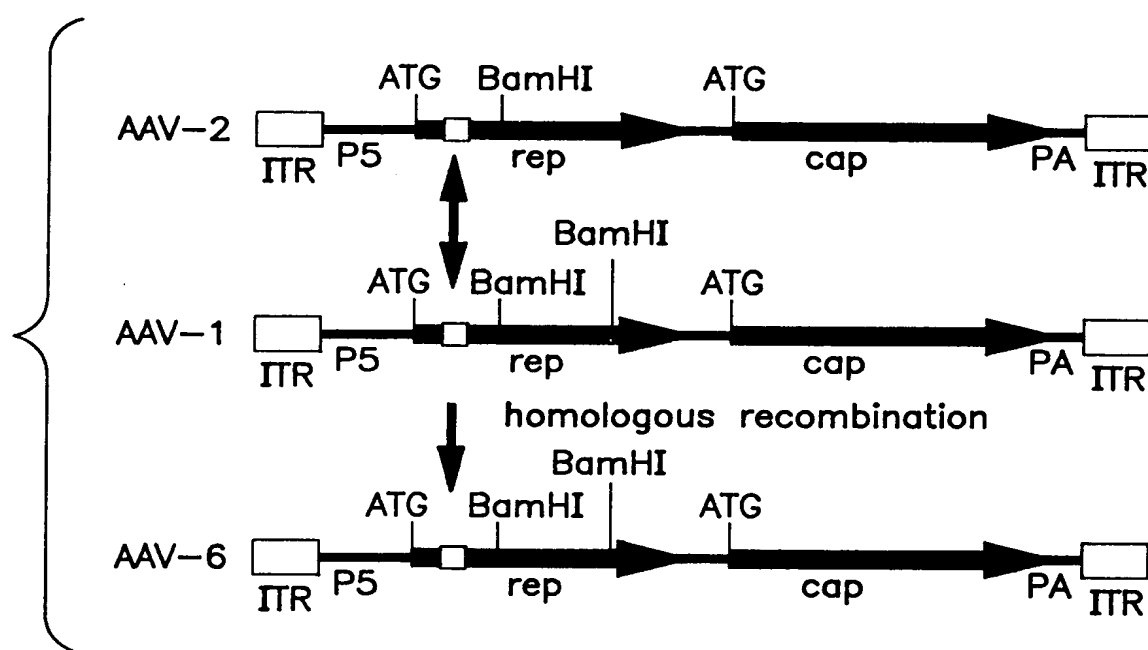 ATG BamHI ATG
AAV-2
ITR P5 rep cap PA ITR
BamHI
ATG BamHI ATG
AAV-1
ITR P5 rep cap PA ITR
homologous recombination
BamHI
ATG BamHI ATG
AAV-6
ITR P5 rep cap PA ITR